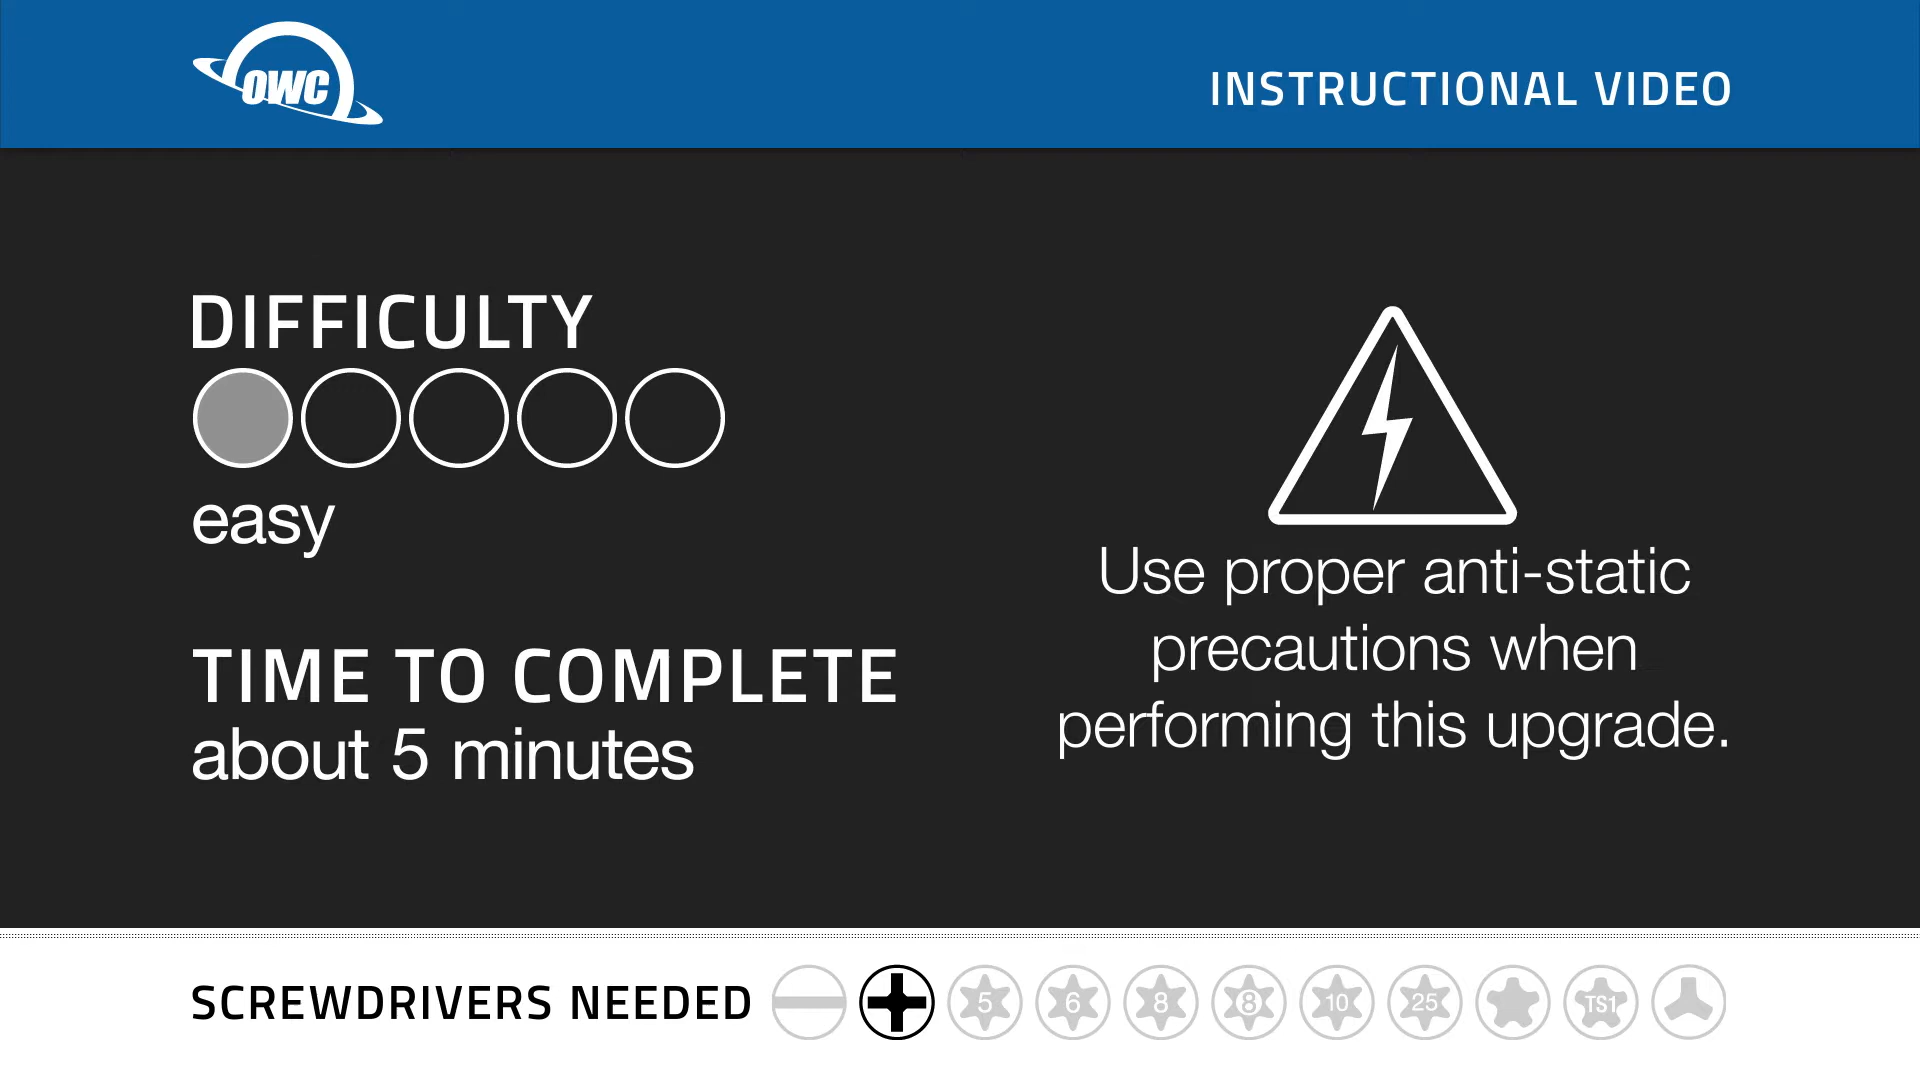 OWC
INSTRUCTIONAL VIDEO
DIFFICULTY
easy
TIME TO COMPLETE
about 5 minutes
Use proper anti-static
precautions when
performing this upgrade.
SCREWDRIVERS NEEDED
5 6 8 8 10 25 TS1